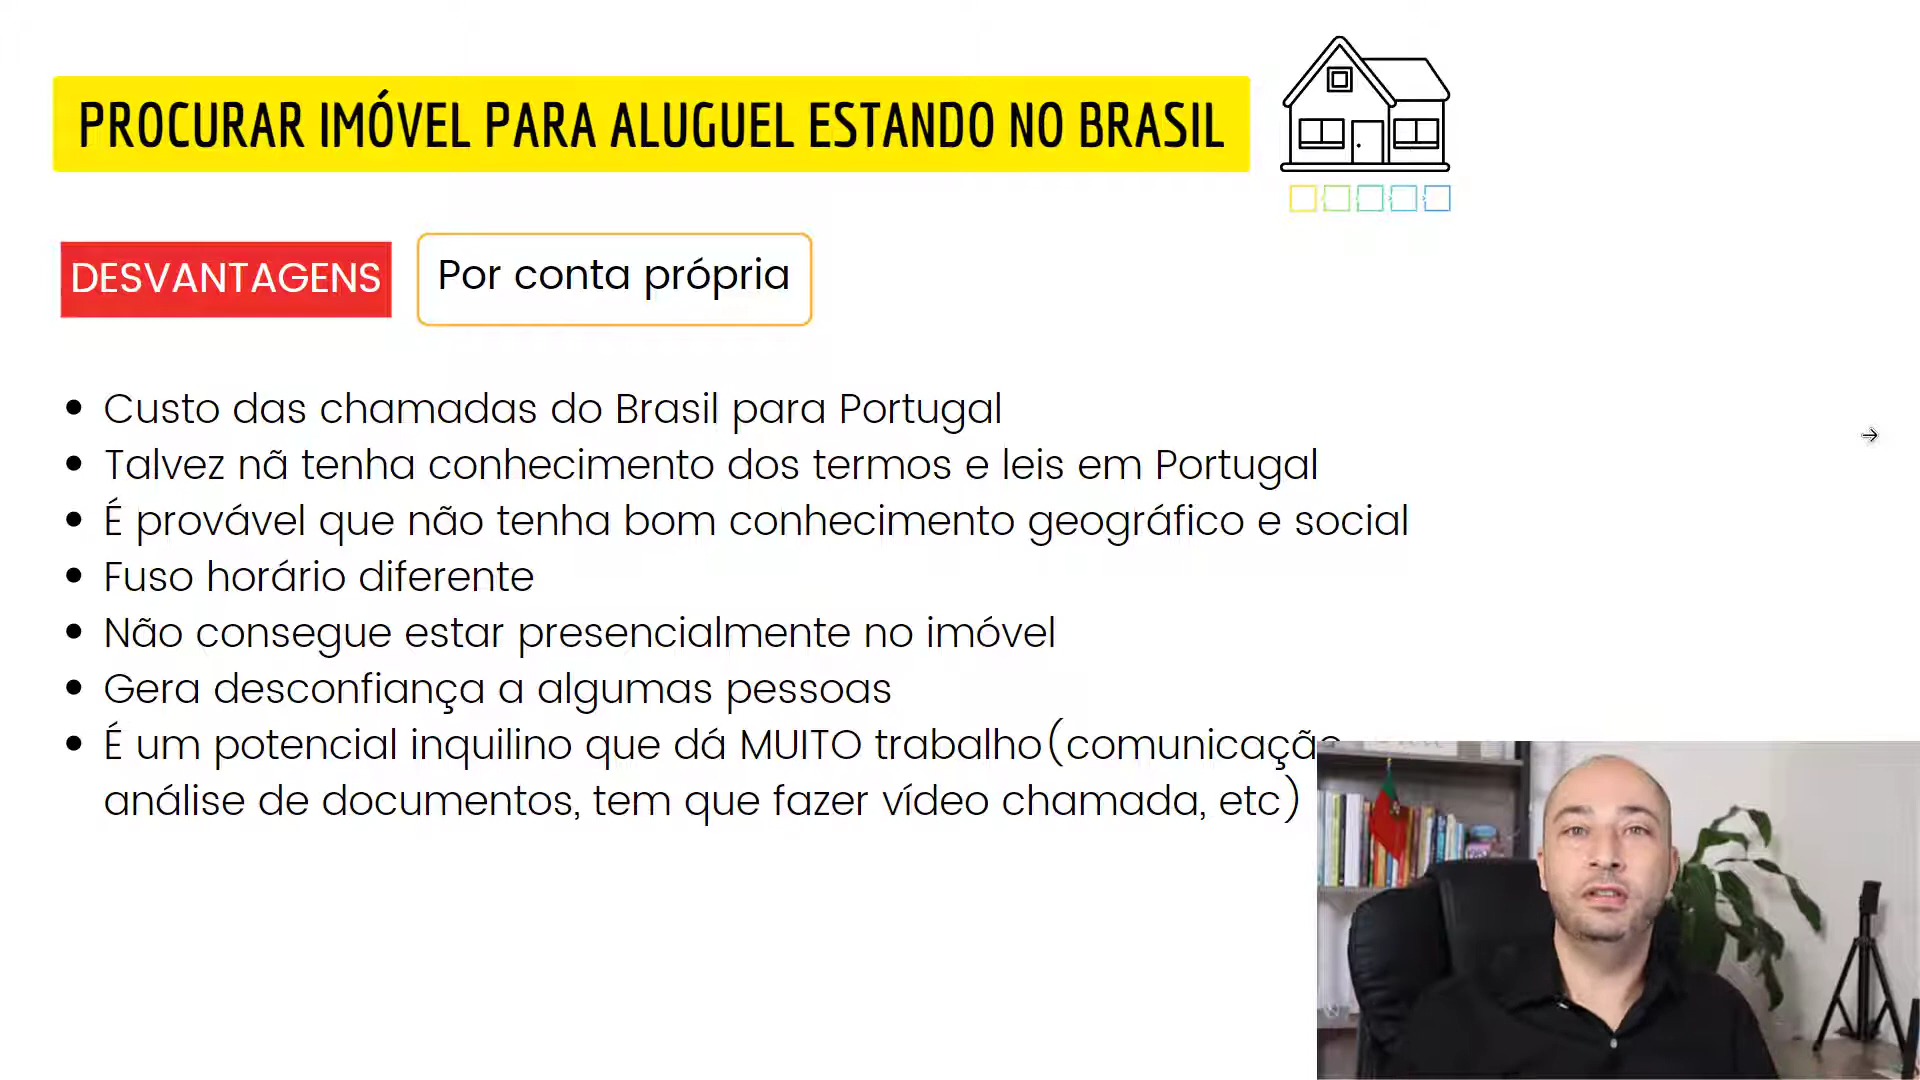 PROCURAR IMÓVEL PARA ALUGUEL ESTANDO NO BRASIL
DESVANTAGENS
Por conta própria
• Custo das chamadas do Brasil para Portugal
• Talvez nã tenha conhecimento dos termos e leis em Portugal
• É provável que não tenha bom conhecimento geográfico e social
• Fuso horário diferente
• Não consegue estar presencialmente no imóvel
• Gera desconfiança a algumas pessoas
• É um potencial inquilino que dá MUITO trabalho(comunicação
análise de documentos, tem que fazer vídeo chamada, etc)